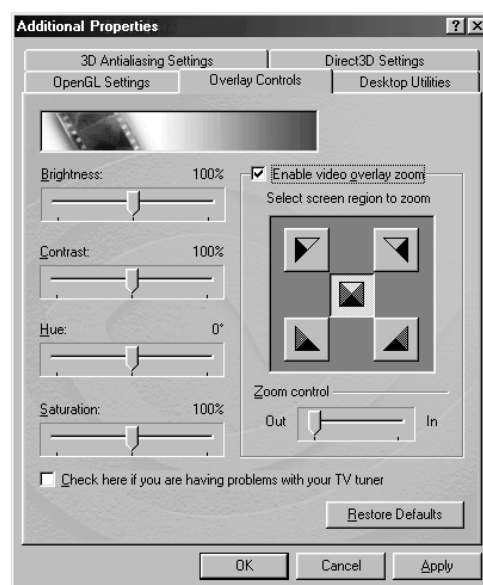 Additional Properties
3D Antialiasing Settings
Direct3D Settings
OpenGL Settings
Overlay Controls
Desktop Utilities
Brightness: 100%
Contrast: 100%
Hue: 0°
Saturation: 100%
Enable video overlay zoom
Select screen region to zoom
Zoom control
Out
In
Check here if you are having problems with your TV tuner
Restore Defaults
OK
Cancel
Apply